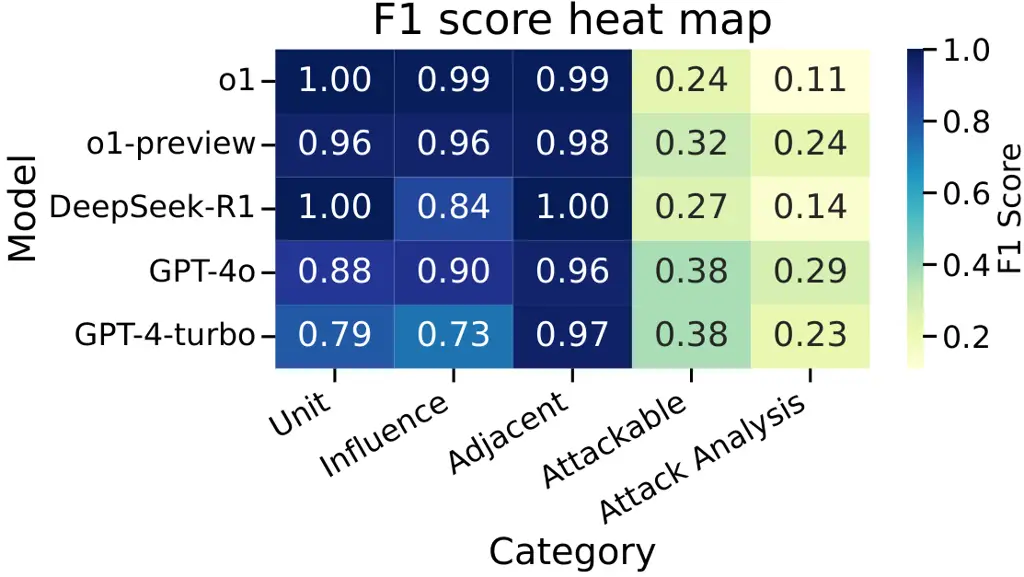 F1 score heat map
Model
o1 1.00 0.99 0.99 0.24 0.11
o1-preview 0.96 0.96 0.98 0.32 0.24
DeepSeek-R1 1.00 0.84 1.00 0.27 0.14
GPT-4o 0.88 0.90 0.96 0.38 0.29
GPT-4-turbo 0.79 0.73 0.97 0.38 0.23
Unit Influence Adjacent Attackable Attack Analysis
Category
1.0
0.8
0.6
0.4
0.2
F1 Score